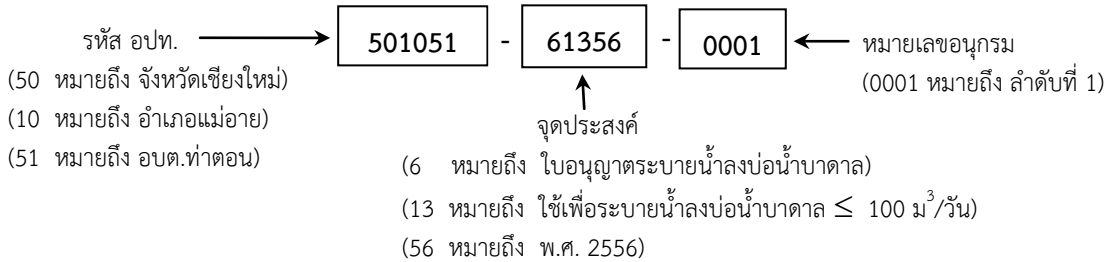 รหัส อปท. 501051 - 61356 - 0001 หมายเลขอนุกรม
(50 หมายถึง จังหวัดเชียงใหม่) (0001 หมายถึง ลำดับที่ 1)
(10 หมายถึง อำเภอแม่อาย) จุดประสงค์
(51 หมายถึง อบต.ท่าตอน)
(6 หมายถึง ใบอนุญาตระบายน้ำลงบ่อน้ำบาดาล)
(13 หมายถึง ใช้เพื่อระบายน้ำลงบ่อน้ำบาดาล ≤ 100 ม³/วัน)
(56 หมายถึง พ.ศ. 2556)